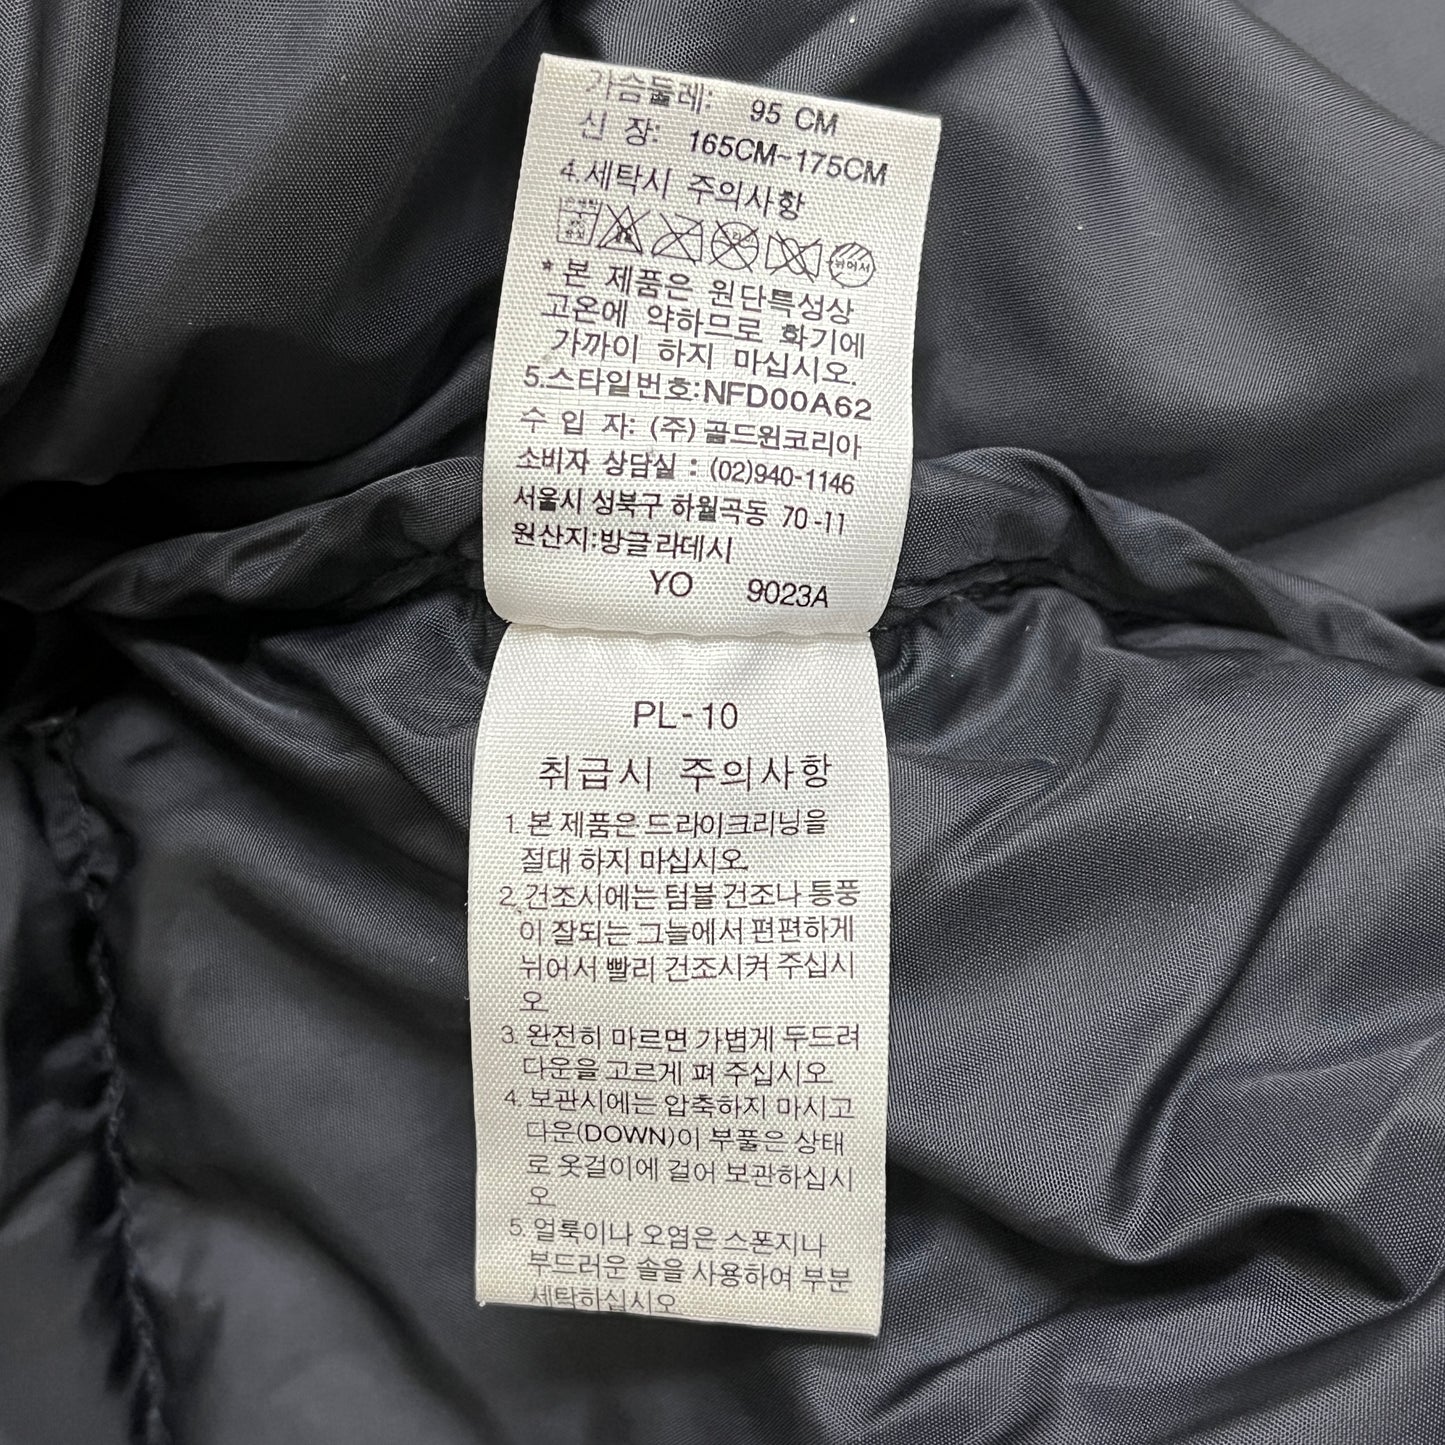 가슴둘레: 95 CM
신 장: 165CM~175CM
4.세탁시 주의사항
뉘어서
* 본 제품은 원단특성상
고온에 약하므로 화기에
가까이 하지 마십시오.
5.스타일번호:NFD00A62
수 입 자: (주)골드윈코리아
소비자 상담실 : (02)940-1146
서울시 성북구 하월곡동 70-11
원산지:방글라데시
YO 9023A
PL-10
취급시 주의사항
1. 본 제품은 드라이크리닝을
절대 하지 마십시오.
2. 건조시에는 텀블 건조나 통풍
이 잘되는 그늘에서 편편하게
뉘어서 빨리 건조시켜 주십시
오
3. 완전히 마르면 가볍게 두드려
다운을 고르게 펴 주십시오
4. 보관시에는 압축하지 마시고
다운(DOWN)이 부풀은 상태
로 옷걸이에 걸어 보관하십시
오
5. 얼룩이나 오염은 스폰지나
부드러운 솔을 사용하여 부분
세탁하십시오